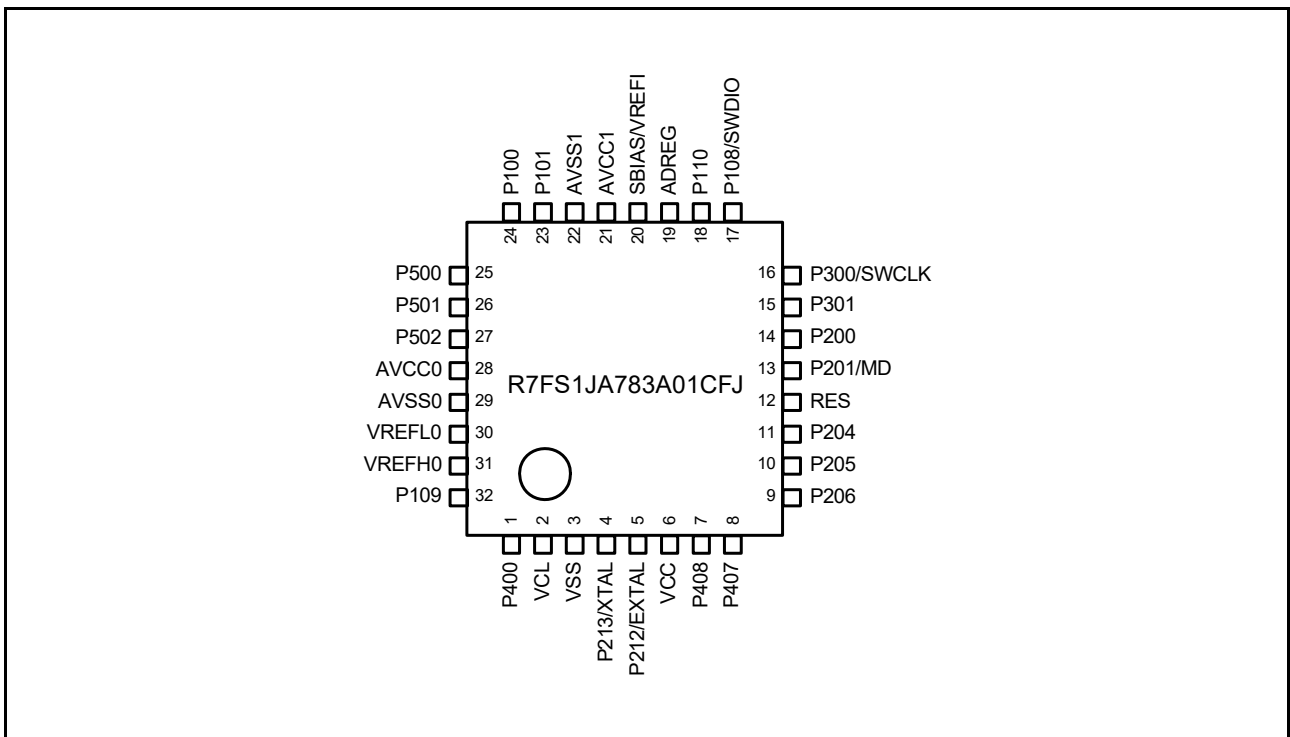 P100
P101
AVSS1
AVCC1
SBIAS/VREFI
ADREG
P110
P108/SWDIO
24
23
22
21
20
19
18
17
P500 25
P501 26
P502 27
AVCC0 28
AVSS0 29
VREFL0 30
VREFH0 31
P109 32
R7FS1JA783A01CFJ
16 P300/SWCLK
15 P301
14 P200
13 P201/MD
12 RES
11 P204
10 P205
9 P206
1
2
3
4
5
6
7
8
P400
VCL
VSS
P213/XTAL
P212/EXTAL
VCC
P408
P407